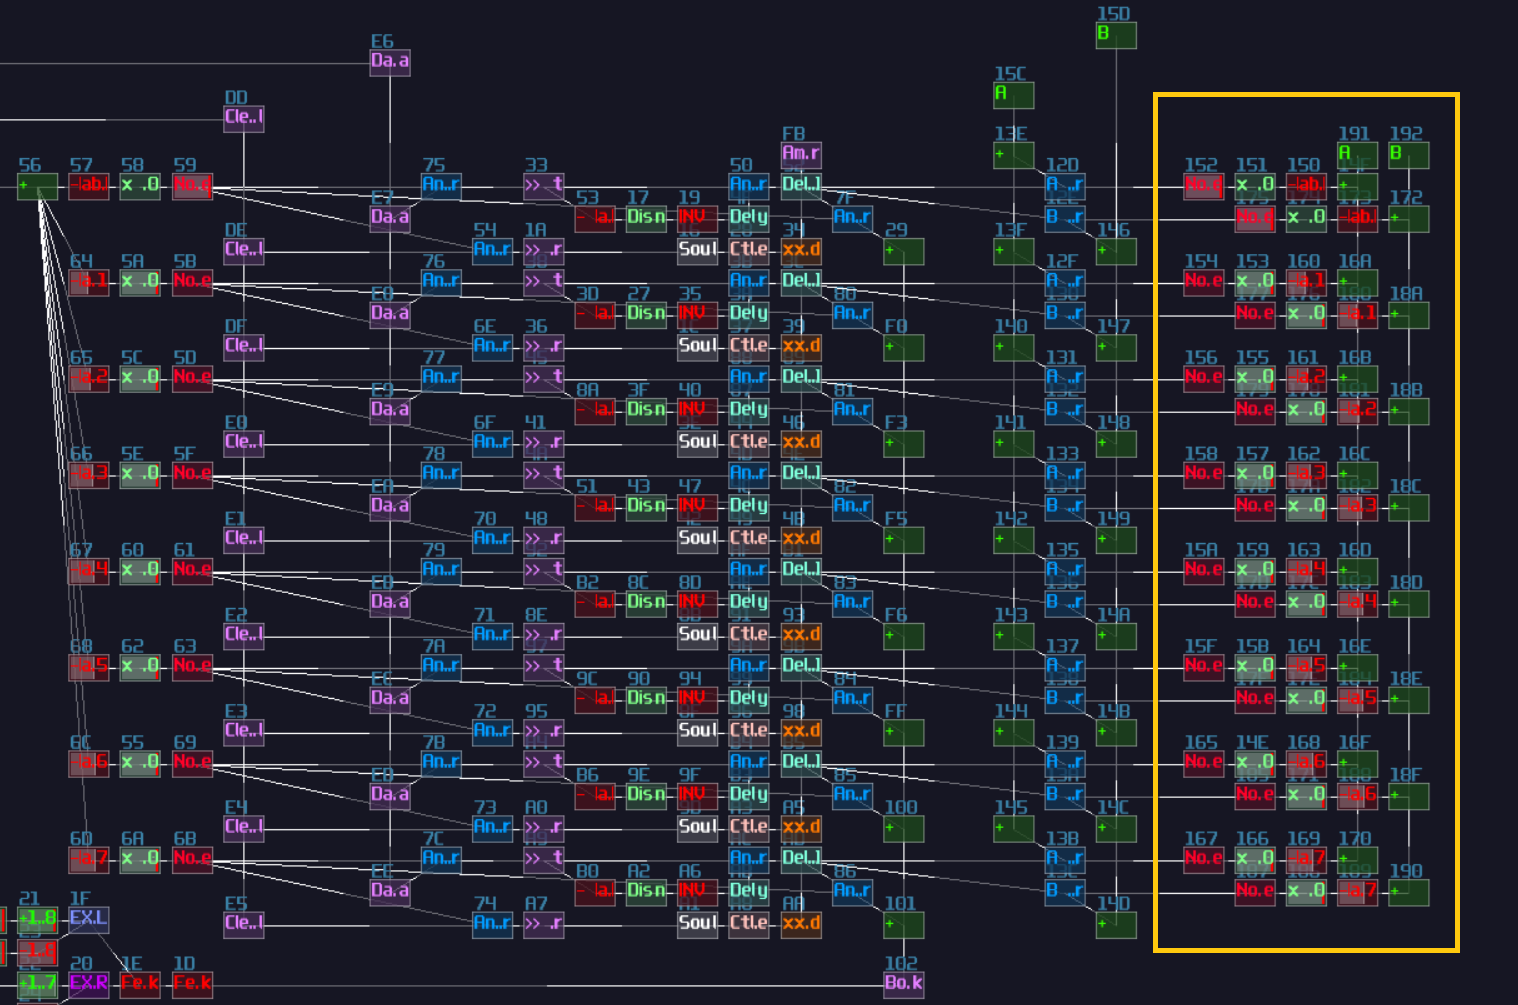 15D
B
E6
Da.a
15C
A
DD
Cle..l
FB
Am.r
13E
+
191 192
A B
56 57 58 59 75 33 50 12D 152 151 150
+ -lab.l x .0 No.e An..r >> t An..r Del..] A ..r No.e x .0 -lab.l +
E7 53 17 19 7F 172
Da.a -la.l Disn INV Dely An..r B ..r No.e x .0 -lab.l +
DE 54 1A 34 29 13F 146
Cle..l An..r >> .r Soul Ctl.e xx.d + + +
64 5A 5B 76 12F 154 153 160 16A
-la.1 x .0 No.e An..r >> t An..r Del..] A ..r No.e x .0 -la.1 +
E8 3D 27 35 80 18A
Da.a -la.l Disn INV Dely An..r B ..r No.e x .0 -la.1 +
DF 6E 36 39 F0 140 147
Cle..l An..r >> .r Soul Ctl.e xx.d + + +
65 5C 5D 77 131 156 155 161 16B
-la.2 x .0 No.e An..r >> t An..r Del..] A ..r No.e x .0 -la.2 +
E9 8A 3F 40 81 18B
Da.a -la.l Disn INV Dely An..r B ..r No.e x .0 -la.2 +
E0 6F 41 46 F3 141 148
Cle..l An..r >> .r Soul Ctl.e xx.d + + +
66 5E 5F 78 133 158 157 162 16C
-la.3 x .0 No.e An..r >> t An..r Del..] A ..r No.e x .0 -la.3 +
EA 51 43 47 82 18C
Da.a -la.l Disn INV Dely An..r B ..r No.e x .0 -la.3 +
E1 70 48 4B F5 142 149
Cle..l An..r >> .r Soul Ctl.e xx.d + + +
67 60 61 79 135 15A 159 163 16D
-la.4 x .0 No.e An..r >> t An..r Del..] A ..r No.e x .0 -la.4 +
EB B2 8C 8D 83 18D
Da.a -la.l Disn INV Dely An..r B ..r No.e x .0 -la.4 +
E2 71 8E 93 F6 143 14A
Cle..l An..r >> .r Soul Ctl.e xx.d + + +
68 62 63 7A 137 15F 15B 164 16E
-la.5 x .0 No.e An..r >> t An..r Del..] A ..r No.e x .0 -la.5 +
EC 9C 90 94 84 18E
Da.a -la.l Disn INV Dely An..r B ..r No.e x .0 -la.5 +
E3 72 95 98 FF 144 14B
Cle..l An..r >> .r Soul Ctl.e xx.d + + +
6C 55 69 7B 139 165 14E 168 16F
-la.6 x .0 No.e An..r >> t An..r Del..] A ..r No.e x .0 -la.6 +
ED B6 9E 9F 85 18F
Da.a -la.l Disn INV Dely An..r B ..r No.e x .0 -la.6 +
E4 73 A0 A5 100 145 14C
Cle..l An..r >> .r Soul Ctl.e xx.d + + +
6D 6A 6B 7C 13B 167 166 169 170
-la.7 x .0 No.e An..r >> t An..r Del..] A ..r No.e x .0 -la.7 +
EE B0 A2 A6 86 190
Da.a -la.l Disn INV Dely An..r B ..r No.e x .0 -la.7 +
21 1F E5 74 A7 AA 101 14D
+1..8 EX.L Cle..l An..r >> .r Soul Ctl.e xx.d + +
-1..8
22 20 1E 1D 102
+1..7 EX.R Fe.k Fe.k Bo.k